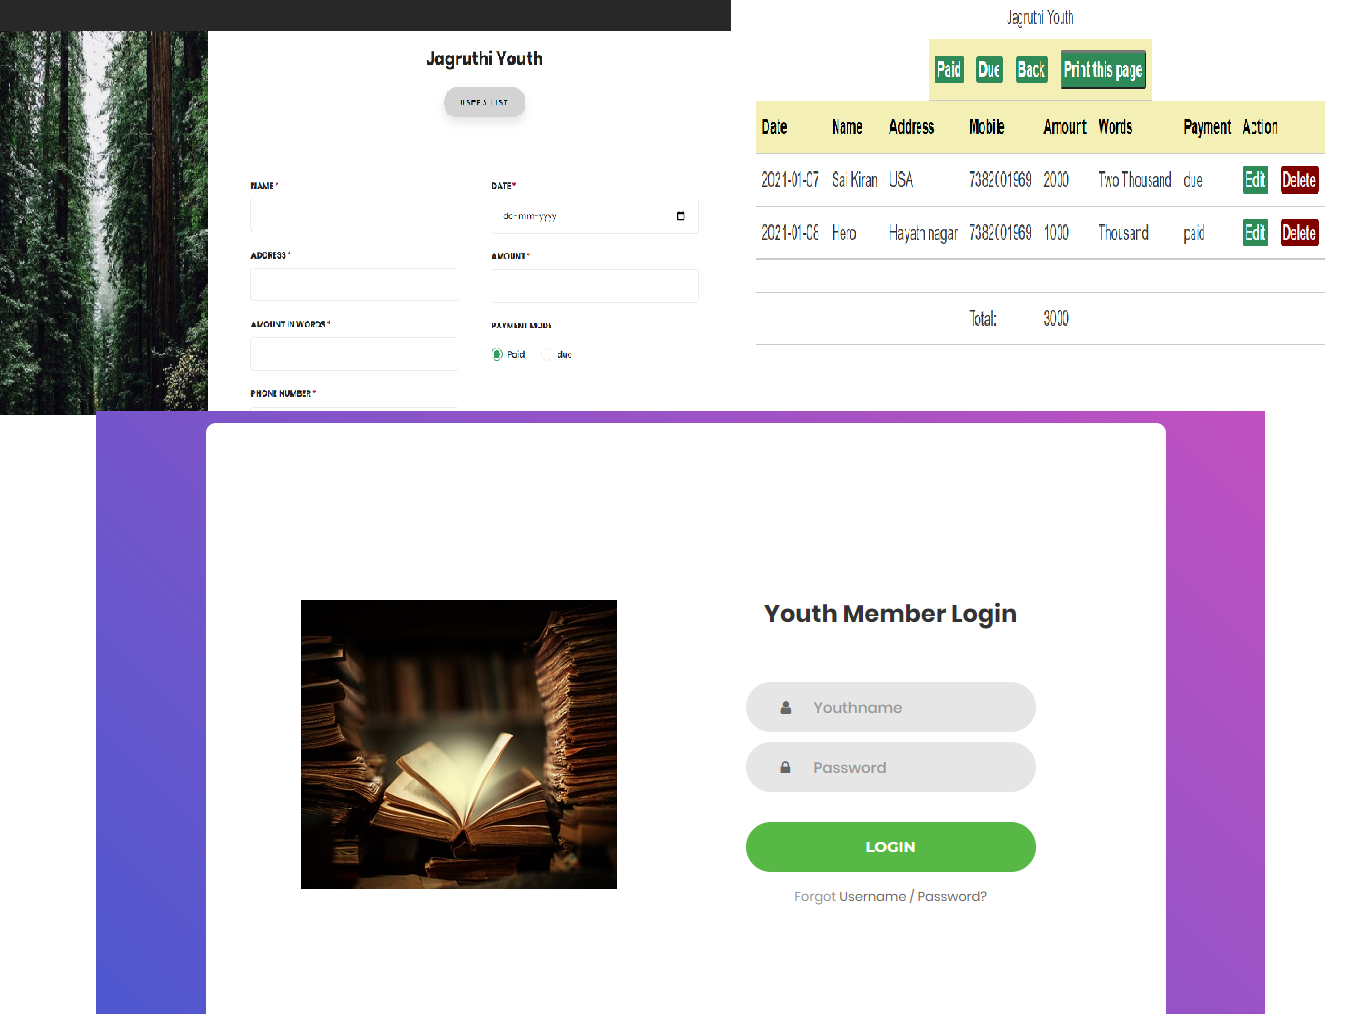 Jagruthi Youth
USERS LIST
NAME *
DATE*
dd-mm-yyyy
ADDRESS *
AMOUNT *
AMOUNT IN WORDS *
PAYMENT MODE
Paid due
PHONE NUMBER *
Jagruthi Youth
Paid Due Back Print this page
Date Name Address Mobile Amount Words Payment Action
2021-01-07 Sai Kiran USA 7382001969 2000 Two Thousand due Edit Delete
2021-01-08 Hero Hayath nagar 7382001969 1000 Thousand paid Edit Delete
Total: 3000
Youth Member Login
Youthname
Password
LOGIN
Forgot Username / Password?